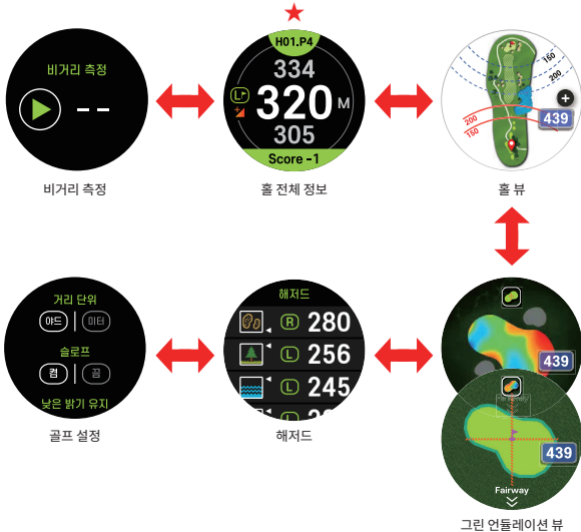 비거리 측정
--
H01.P4
334
L
320 M
305
Score -1
150
200
200
150
439
비거리 측정
홀 전체 정보
홀 뷰
거리 단위
야드 | 미터
슬로프
켬 | 끔
낮은 밝기 유지
해저드
R 280
L 256
L 245
L
439
439
Fairway
골프 설정
해저드
그린 언듈레이션 뷰